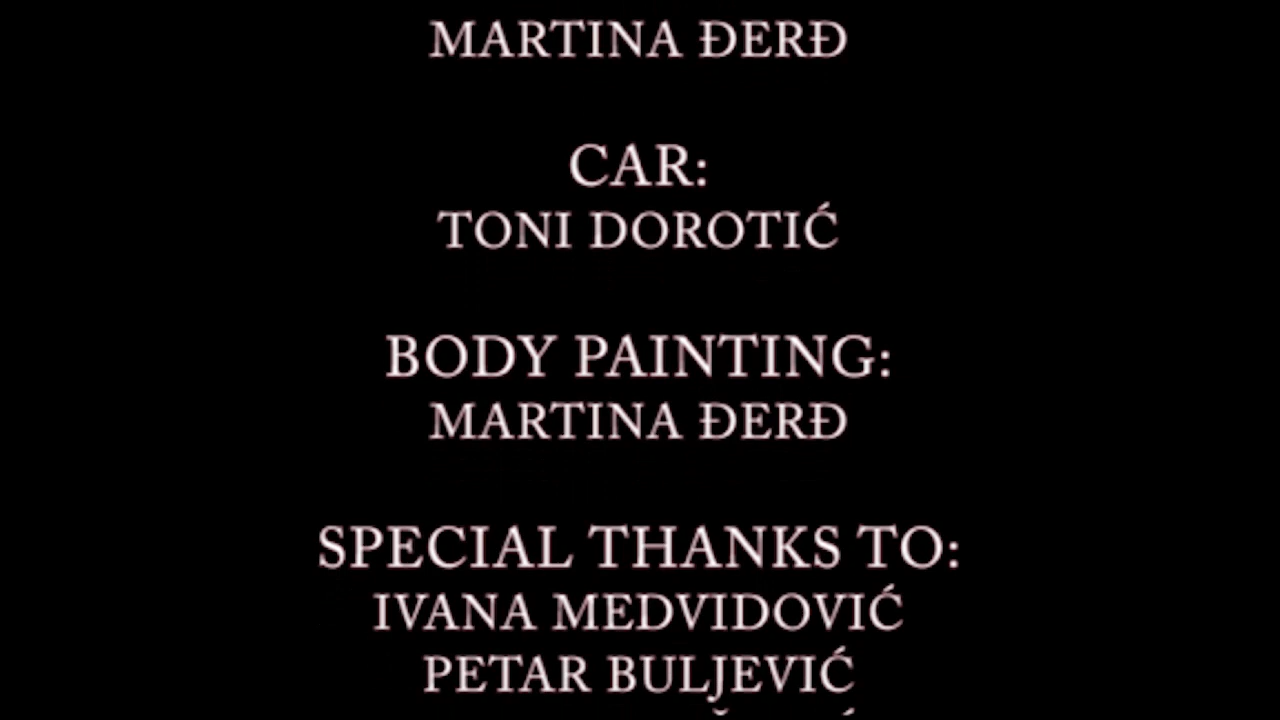 MARTINA ĐERĐ
CAR:
TONI DOROTIĆ
BODY PAINTING:
MARTINA ĐERĐ
SPECIAL THANKS TO:
IVANA MEDVIDOVIĆ
PETAR BULJEVIĆ